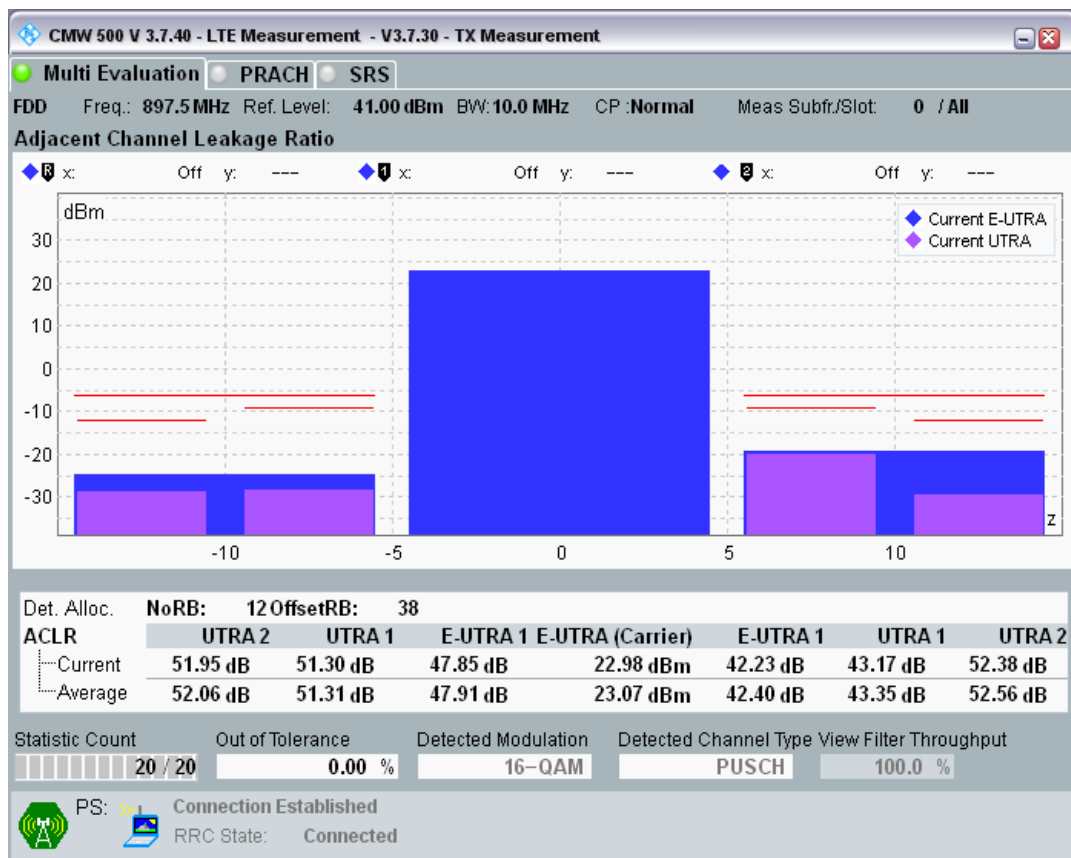 CMW 500 V 3.7.40 - LTE Measurement - V3.7.30 - TX Measurement
Multi Evaluation PRACH SRS
FDD Freq.: 897.5 MHz Ref. Level: 41.00 dBm BW: 10.0 MHz CP :Normal Meas Subfr./Slot: 0 / All
Adjacent Channel Leakage Ratio
R x: Off y: --- 1 x: Off y: --- 2 x: Off y: ---
dBm
Current E-UTRA
Current UTRA
30
20
10
0
-10
-20
-30
z
-10 -5 0 5 10
Det. Alloc. NoRB: 12 OffsetRB: 38
ACLR UTRA 2 UTRA 1 E-UTRA 1 E-UTRA (Carrier) E-UTRA 1 UTRA 1 UTRA 2
Current 51.95 dB 51.30 dB 47.85 dB 22.98 dBm 42.23 dB 43.17 dB 52.38 dB
Average 52.06 dB 51.31 dB 47.91 dB 23.07 dBm 42.40 dB 43.35 dB 52.56 dB
Statistic Count Out of Tolerance Detected Modulation Detected Channel Type View Filter Throughput
20 / 20 0.00 % 16-QAM PUSCH 100.0 %
PS: Connection Established
RRC State: Connected